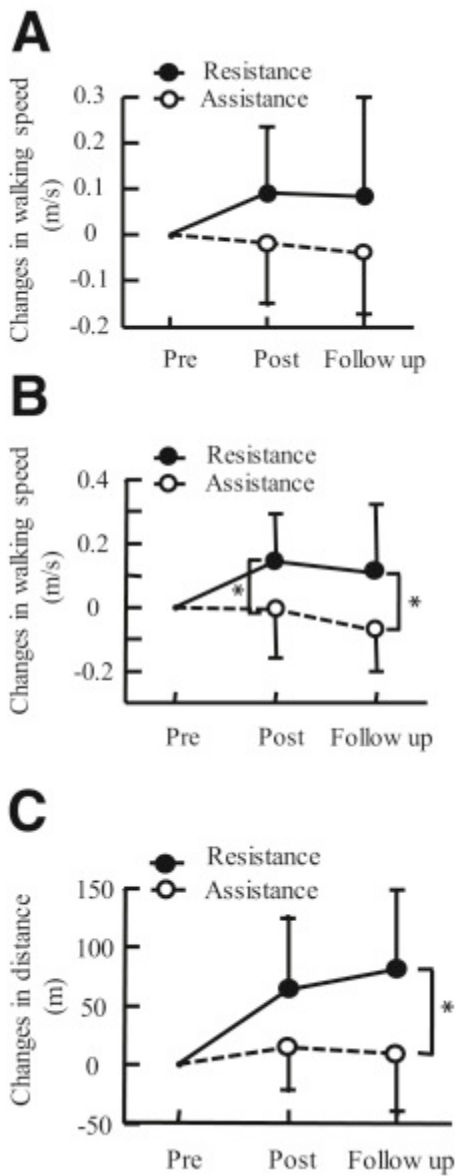 A
Resistance
Assistance
Changes in walking speed
(m/s)
0.3
0.2
0.1
0
-0.1
-0.2
Pre Post Follow up
B
Resistance
Assistance
Changes in walking speed
(m/s)
0.4
0.2
0
-0.2
*
*
Pre Post Follow up
C
Resistance
Assistance
Changes in distance
(m)
150
100
50
0
-50
*
Pre Post Follow up